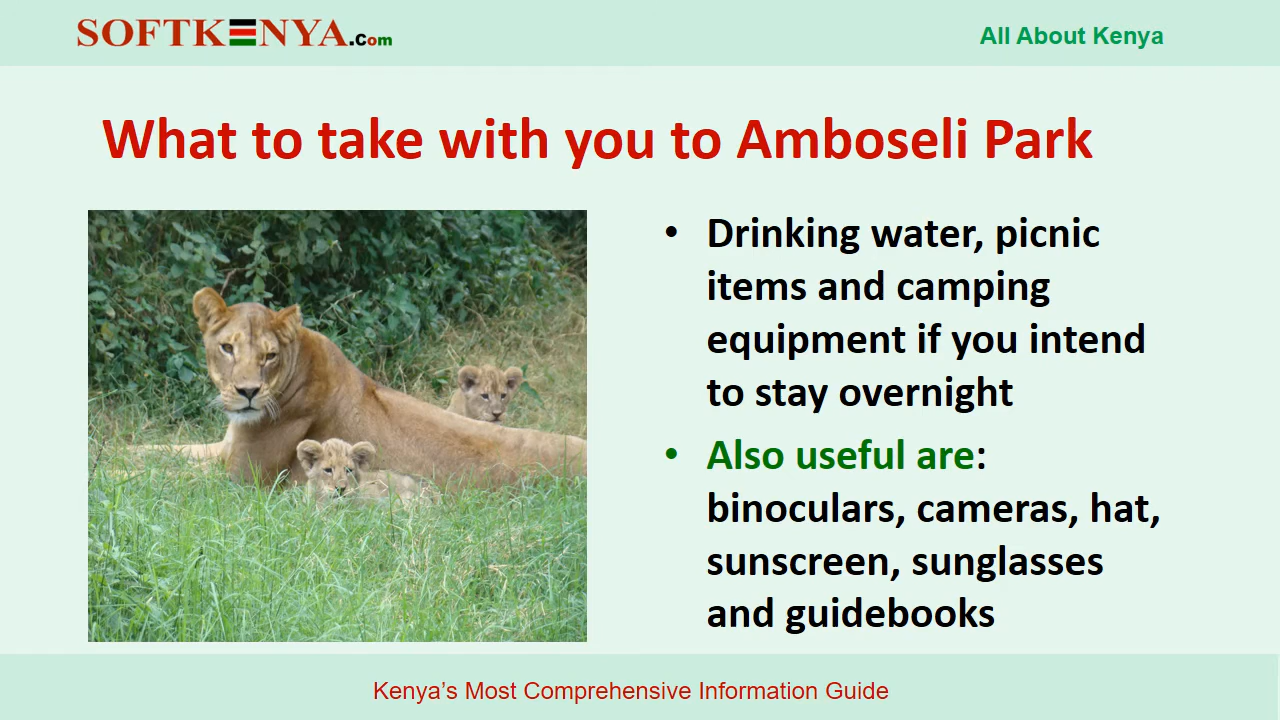 SOFTKENYA.Com
All About Kenya
What to take with you to Amboseli Park
• Drinking water, picnic
items and camping
equipment if you intend
to stay overnight
• Also useful are:
binoculars, cameras, hat,
sunscreen, sunglasses
and guidebooks
Kenya’s Most Comprehensive Information Guide